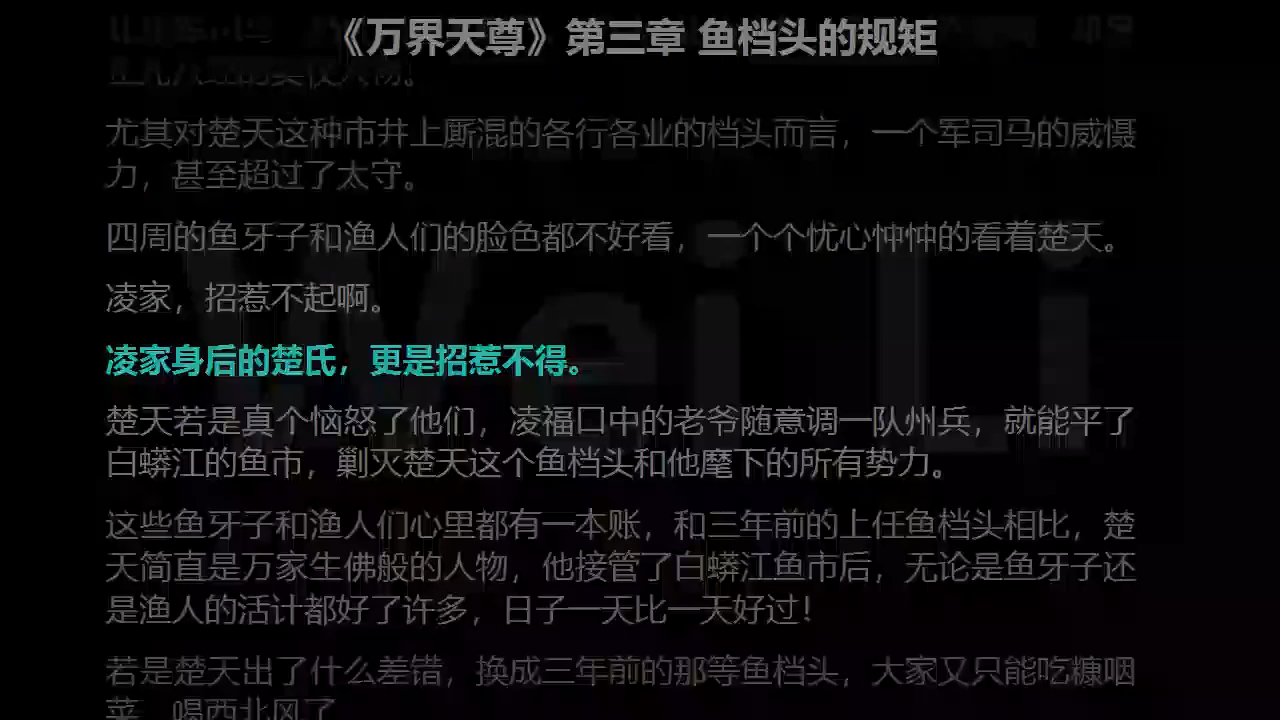 《万界天尊》第三章 鱼档头的规矩
尤其对楚天这种市井上厮混的各行各业的档头而言，一个军司马的威慑
力，甚至超过了太守。
四周的鱼牙子和渔人们的脸色都不好看，一个个忧心忡忡的看着楚天。
凌家，招惹不起啊。
凌家身后的楚氏，更是招惹不得。
楚天若是真个恼怒了他们，凌福口中的老爷随意调一队州兵，就能平了
白蟒江的鱼市，剿灭楚天这个鱼档头和他麾下的所有势力。
这些鱼牙子和渔人们心里都有一本账，和三年前的上任鱼档头相比，楚
天简直是万家生佛般的人物，他接管了白蟒江鱼市后，无论是鱼牙子还
是渔人的活计都好了许多，日子一天比一天好过！
若是楚天出了什么差错，换成三年前的那等鱼档头，大家又只能吃糠咽
菜，喝西北风了
Wei Li